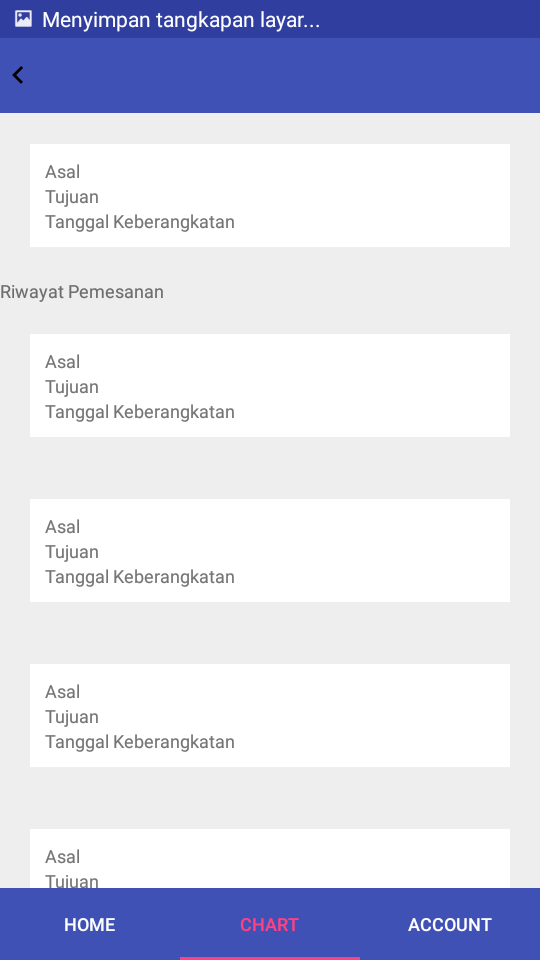 Menyimpan tangkapan layar...
Asal
Tujuan
Tanggal Keberangkatan
Riwayat Pemesanan
Asal
Tujuan
Tanggal Keberangkatan
Asal
Tujuan
Tanggal Keberangkatan
Asal
Tujuan
Tanggal Keberangkatan
Asal
Tujuan
HOME
CHART
ACCOUNT